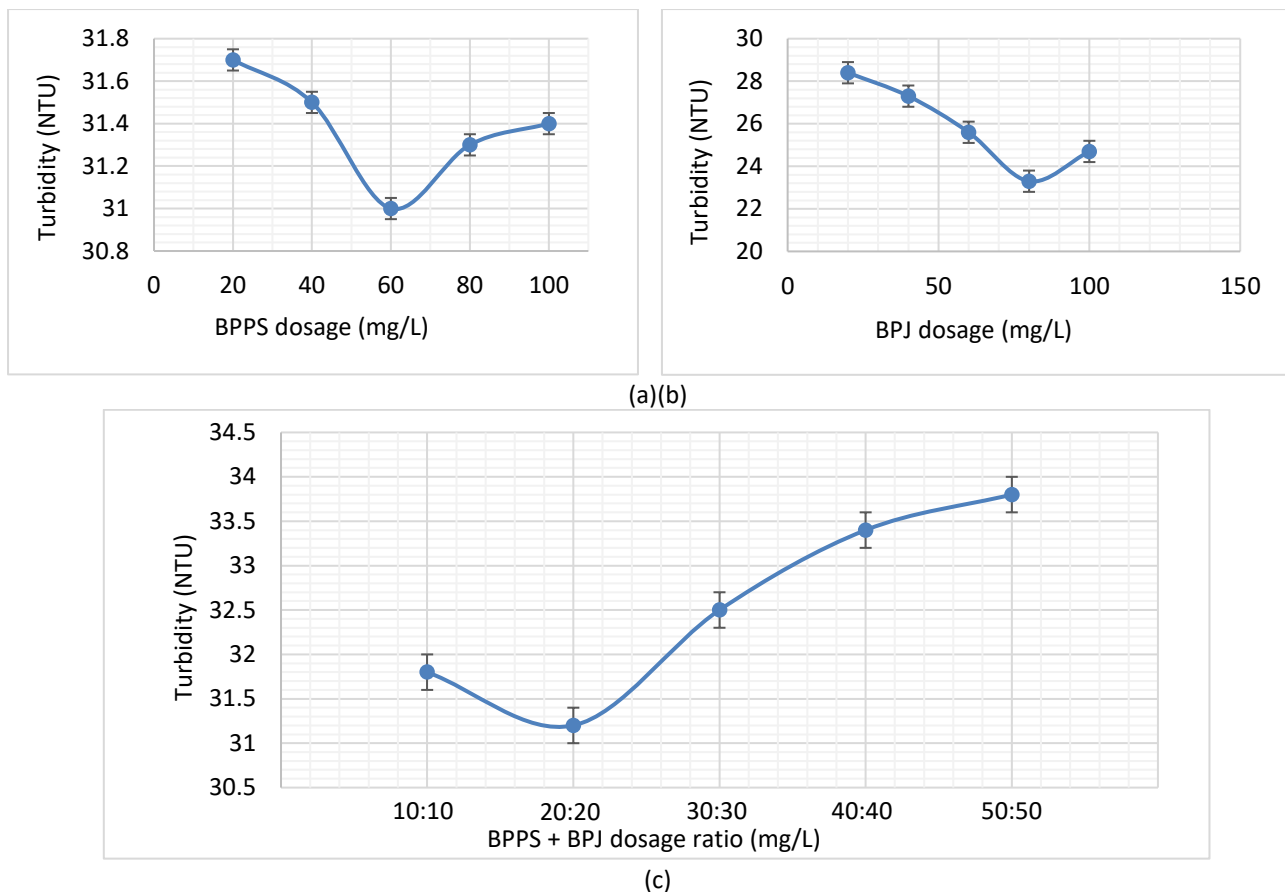 Turbidity (NTU)
31.8
31.6
31.4
31.2
31
30.8
0 20 40 60 80 100
BPPS dosage (mg/L)
Turbidity (NTU)
30
28
26
24
22
20
0 50 100 150
BPJ dosage (mg/L)
(a)(b)
Turbidity (NTU)
34.5
34
33.5
33
32.5
32
31.5
31
30.5
10:10 20:20 30:30 40:40 50:50
BPPS + BPJ dosage ratio (mg/L)
(c)